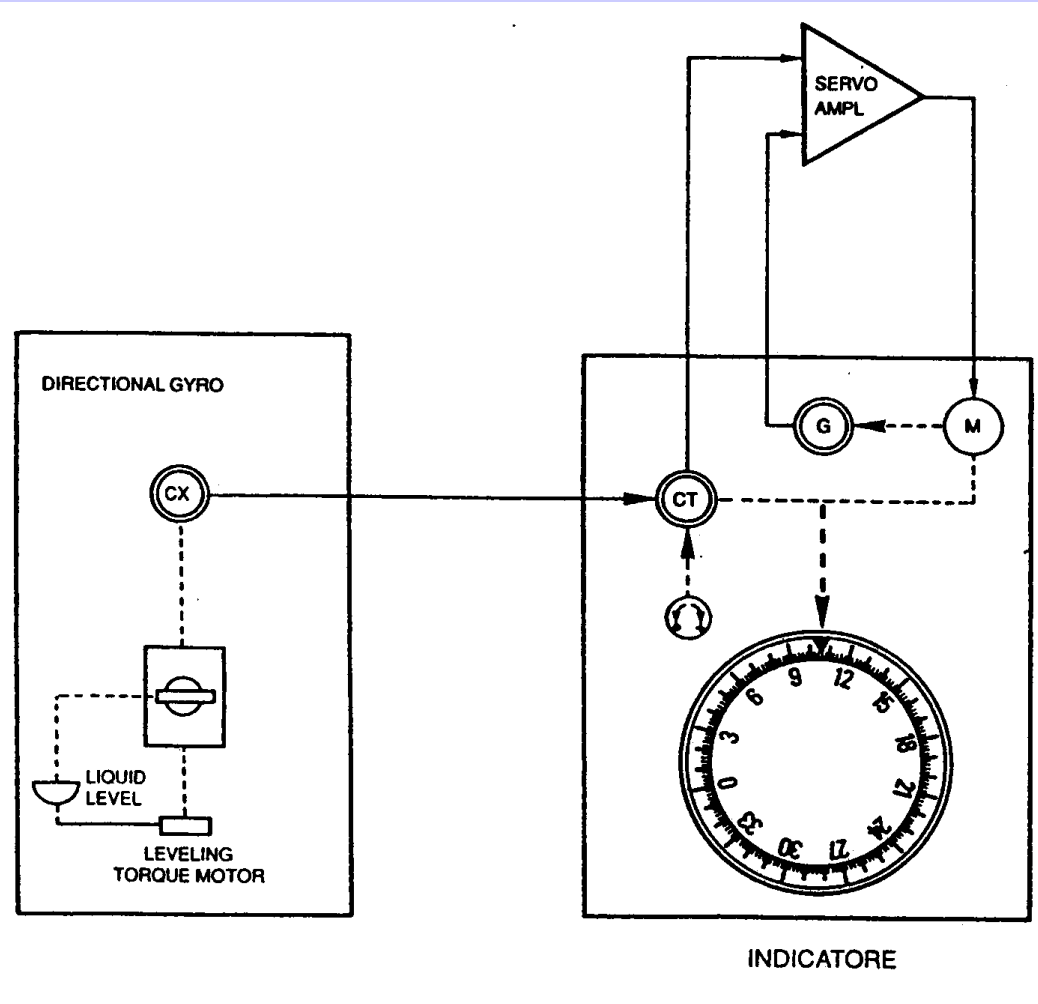 SERVO
AMPL
DIRECTIONAL GYRO
G
M
CX
CT
9
12
6
15
3
18
0
21
33
24
30
27
LIQUID
LEVEL
LEVELING
TORQUE MOTOR
INDICATORE